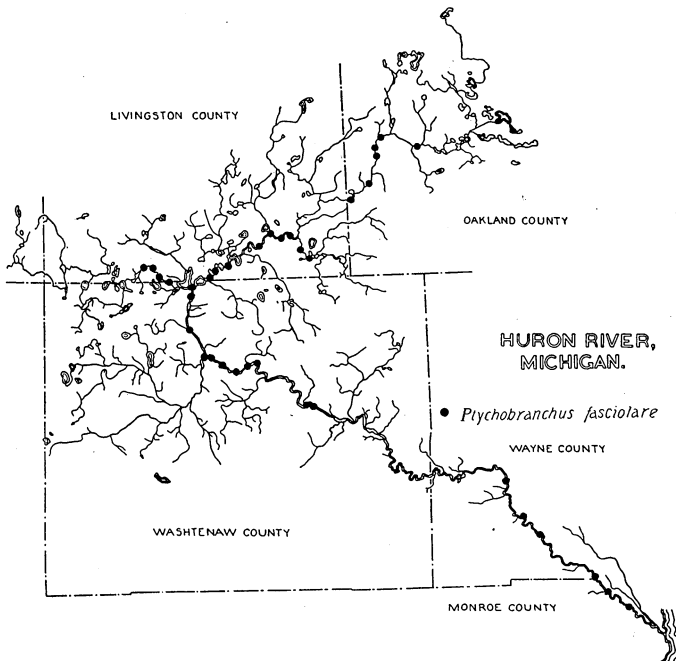 LIVINGSTON COUNTY
OAKLAND COUNTY
HURON RIVER,
MICHIGAN.
Ptychobranchus fasciolare
WAYNE COUNTY
WASHTENAW COUNTY
MONROE COUNTY